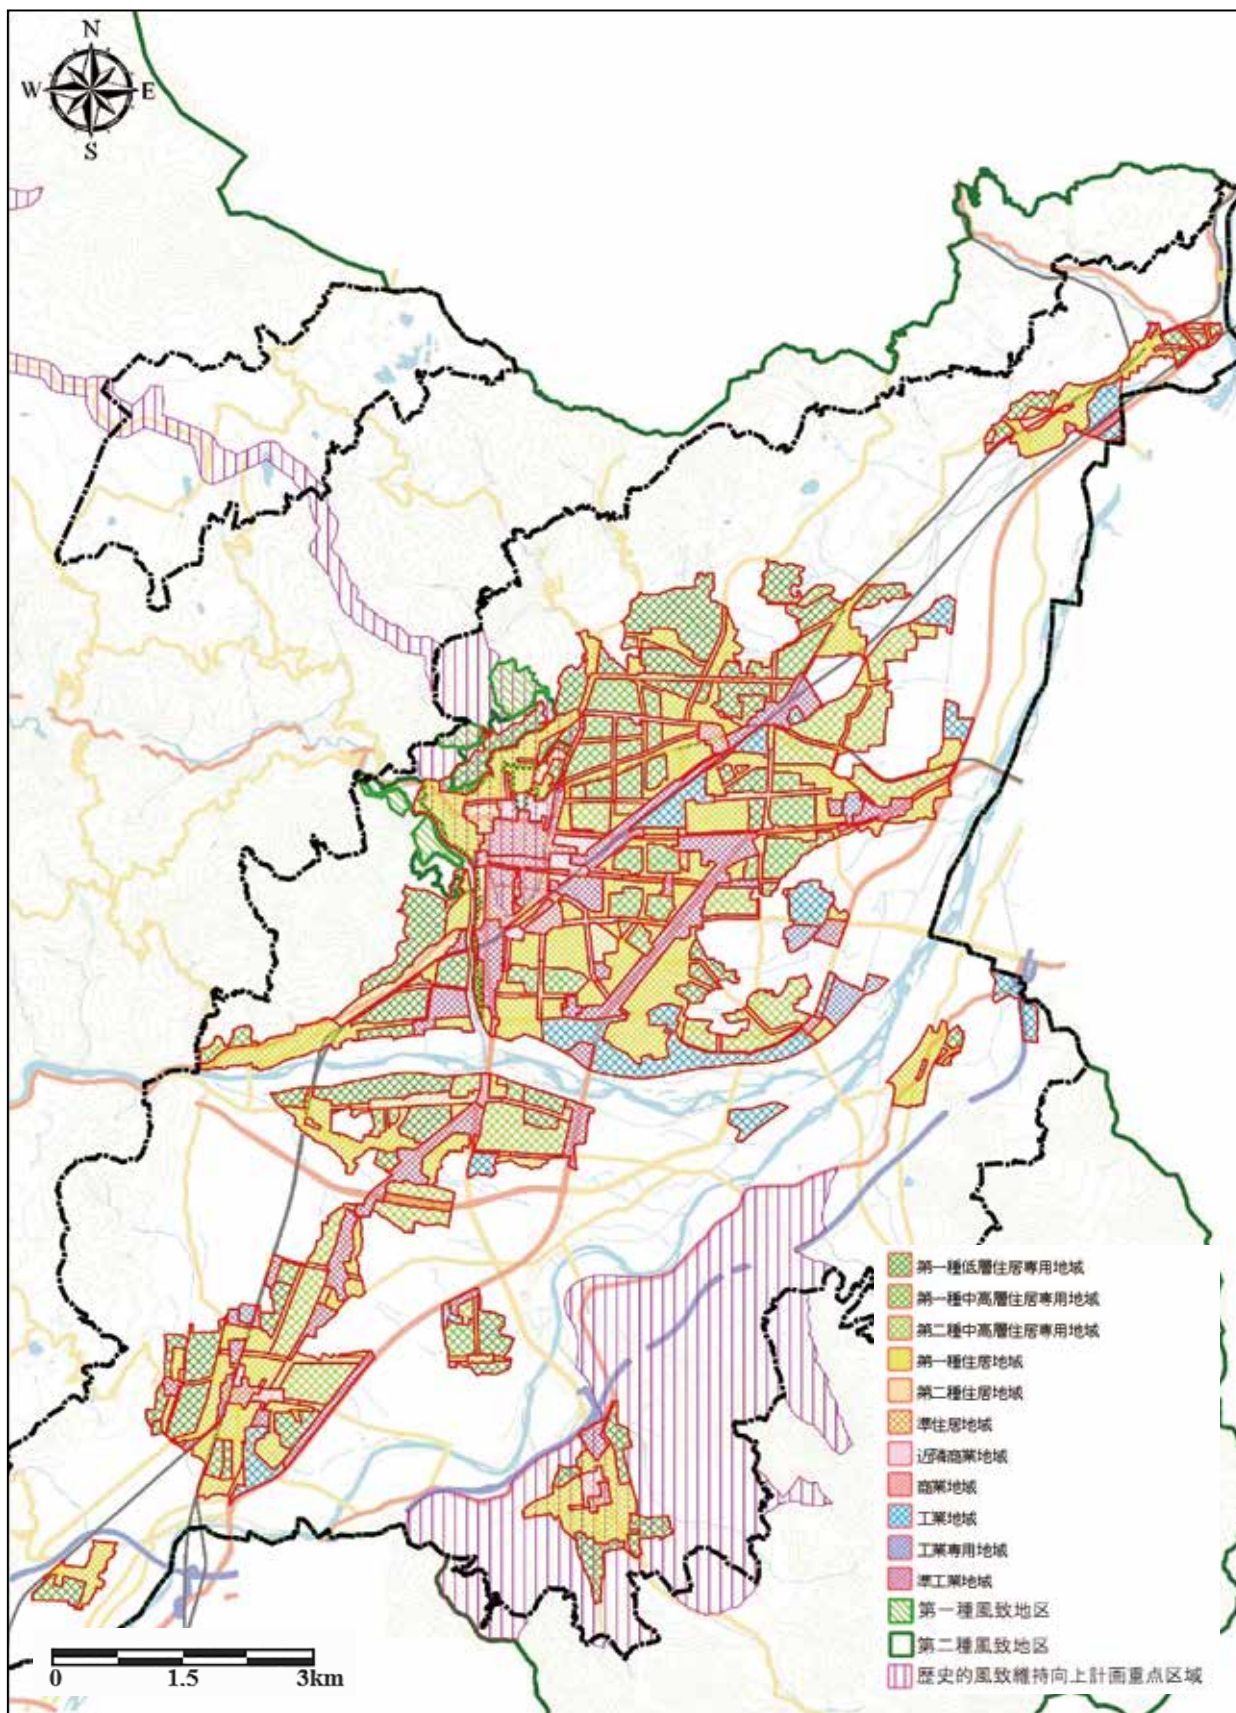 N
W E
S
第一種低層住居専用地域
第一種中高層住居専用地域
第二種中高層住居専用地域
第一種住居地域
第二種住居地域
準住居地域
近隣商業地域
商業地域
工業地域
工業専用地域
準工業地域
第一種風致地区
第二種風致地区
歴史的風致維持向上計画重点区域
0 1.5 3km